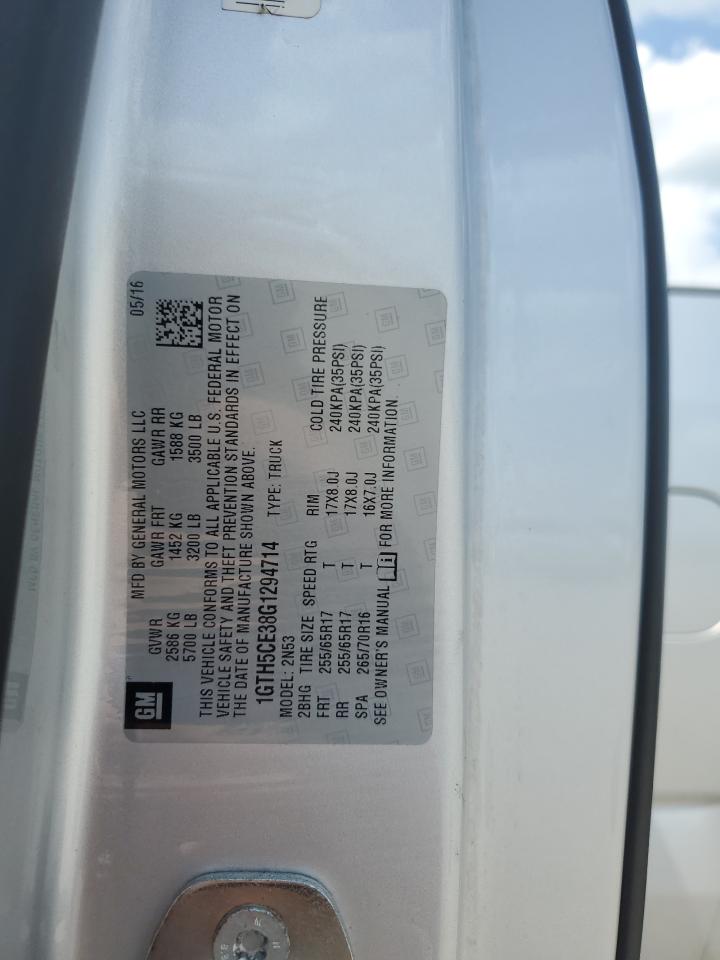 GM
MFD BY GENERAL MOTORS LLC 05/16
GVWR GAWR FRT GAWR RR
2586 KG 1452 KG 1588 KG
5700 LB 3200 LB 3500 LB
THIS VEHICLE CONFORMS TO ALL APPLICABLE U.S. FEDERAL MOTOR
VEHICLE SAFETY AND THEFT PREVENTION STANDARDS IN EFFECT ON
THE DATE OF MANUFACTURE SHOWN ABOVE.
1GTH5CE38G1294714 TYPE: TRUCK
MODEL: 2N53
2BHG TIRE SIZE SPEED RTG RIM COLD TIRE PRESSURE
FRT 255/65R17 T 17X8.0J 240KPA(35PSI)
RR 255/65R17 T 17X8.0J 240KPA(35PSI)
SPA 265/70R16 T 16X7.0J 240KPA(35PSI)
SEE OWNER'S MANUAL FOR MORE INFORMATION.